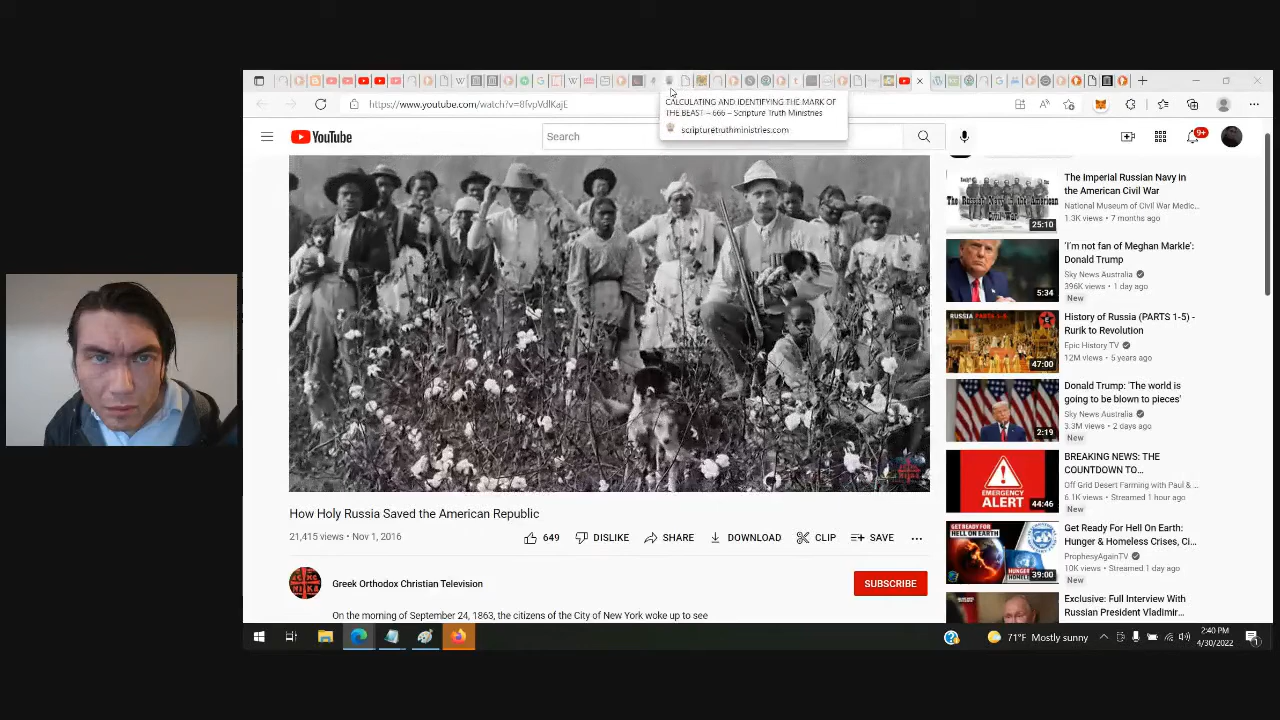 CALCULATING AND IDENTIFYING THE MARK OF
THE BEAST – 666 – Scripture Truth Ministries
scripturetruthministries.com
https://www.youtube.com/watch?v=8fvpVdlKajE
YouTube
Search
9+
How Holy Russia Saved the American Republic
21,415 views • Nov 1, 2016
649
DISLIKE
SHARE
DOWNLOAD
CLIP
SAVE
Greek Orthodox Christian Television
SUBSCRIBE
On the morning of September 24, 1863, the citizens of the City of New York woke up to see
The Imperial Russian Navy in
the American Civil War
National Museum of Civil War Medic...
1.3K views • 7 months ago
25:10
'I'm not fan of Meghan Markle':
Donald Trump
Sky News Australia
396K views • 1 day ago
New
5:34
RUSSIA PARTS 1-5
History of Russia (PARTS 1-5) -
Rurik to Revolution
Epic History TV
12M views • 5 years ago
47:00
Donald Trump: 'The world is
going to be blown to pieces'
Sky News Australia
3.3M views • 2 days ago
New
2:19
BREAKING NEWS: THE
COUNTDOWN TO...
Off Grid Desert Farming with Paul & ...
6.1K views • Streamed 1 hour ago
New
EMERGENCY
ALERT
44:46
GET READY FOR HELL ON EARTH:
HUNGER
Get Ready For Hell On Earth:
Hunger & Homeless Crises, Ci...
ProphesyAgainTV
10K views • Streamed 1 day ago
New
39:00
Exclusive: Full Interview With
Russian President Vladimir...
71°F Mostly sunny
2:40 PM
4/30/2022